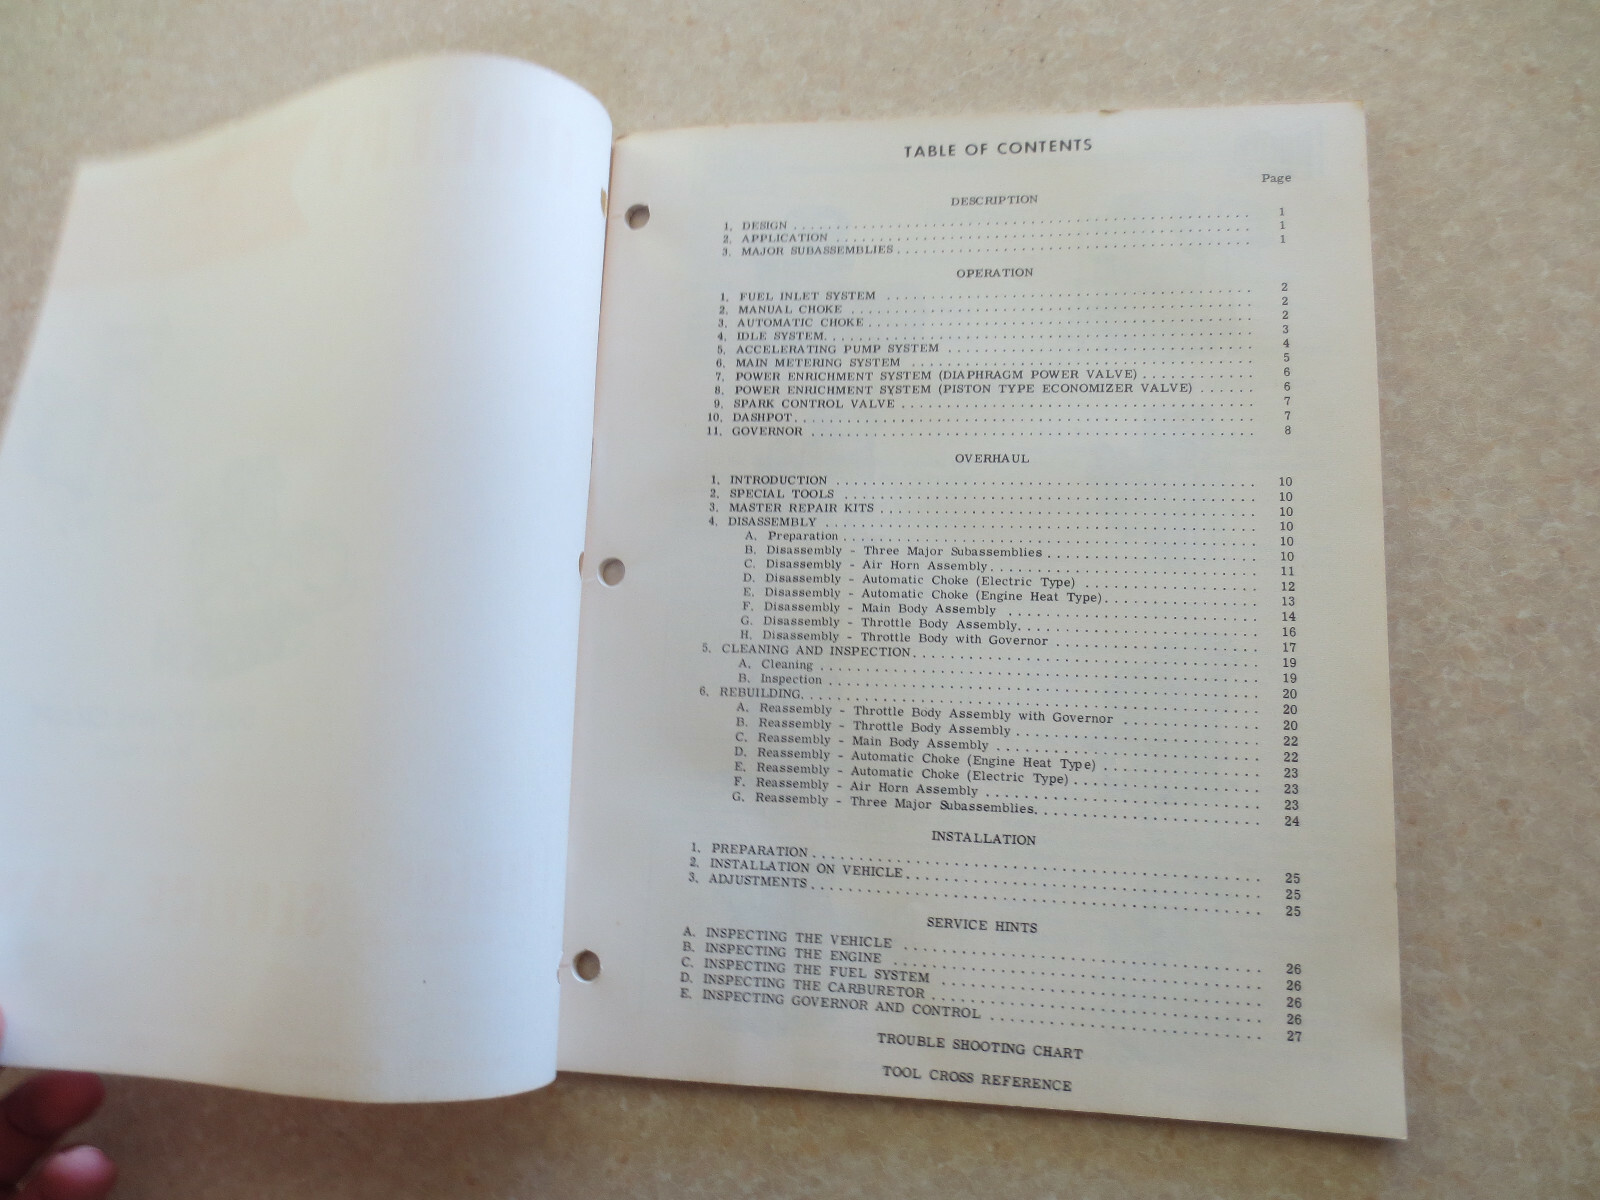 TABLE OF CONTENTS
Page
DESCRIPTION
1. DESIGN . . . . . . . . . . 1
2. APPLICATION . . . . . . . . . . 1
3. MAJOR SUBASSEMBLIES . . . . . . . . . . 1
OPERATION
1. FUEL INLET SYSTEM . . . . . . . . . . 2
2. MANUAL CHOKE . . . . . . . . . . 2
3. AUTOMATIC CHOKE . . . . . . . . . . 2
4. IDLE SYSTEM . . . . . . . . . . 3
5. ACCELERATING PUMP SYSTEM . . . . . . . . . . 4
6. MAIN METERING SYSTEM . . . . . . . . . . 5
7. POWER ENRICHMENT SYSTEM (DIAPHRAGM POWER VALVE) . . . . . . . . . . 6
8. POWER ENRICHMENT SYSTEM (PISTON TYPE ECONOMIZER VALVE) . . . . . . 6
9. SPARK CONTROL VALVE . . . . . . . . . . 7
10. DASHPOT . . . . . . . . . . 7
11. GOVERNOR . . . . . . . . . . 8
OVERHAUL
1. INTRODUCTION . . . . . . . . . . 10
2. SPECIAL TOOLS . . . . . . . . . . 10
3. MASTER REPAIR KITS . . . . . . . . . . 10
4. DISASSEMBLY . . . . . . . . . . 10
A. Preparation . . . . . . . . . . 10
B. Disassembly - Three Major Subassemblies . . . . . . . . . . 10
C. Disassembly - Air Horn Assembly . . . . . . . . . . 11
D. Disassembly - Automatic Choke (Electric Type) . . . . . . . . . . 12
E. Disassembly - Automatic Choke (Engine Heat Type) . . . . . . . . . . 13
F. Disassembly - Main Body Assembly . . . . . . . . . . 14
G. Disassembly - Throttle Body Assembly . . . . . . . . . . 16
H. Disassembly - Throttle Body with Governor . . . . . . . . . . 17
5. CLEANING AND INSPECTION . . . . . . . . . . 19
A. Cleaning . . . . . . . . . . 19
B. Inspection . . . . . . . . . . 20
6. REBUILDING . . . . . . . . . . 20
A. Reassembly - Throttle Body Assembly with Governor . . . . . . . . . . 20
B. Reassembly - Throttle Body Assembly . . . . . . . . . . 22
C. Reassembly - Main Body Assembly . . . . . . . . . . 22
D. Reassembly - Automatic Choke (Engine Heat Type) . . . . . . . . . . 23
E. Reassembly - Automatic Choke (Electric Type) . . . . . . . . . . 23
F. Reassembly - Air Horn Assembly . . . . . . . . . . 23
G. Reassembly - Three Major Subassemblies . . . . . . . . . . 24
INSTALLATION
1. PREPARATION . . . . . . . . . . 25
2. INSTALLATION ON VEHICLE . . . . . . . . . . 25
3. ADJUSTMENTS . . . . . . . . . . 25
SERVICE HINTS
A. INSPECTING THE VEHICLE . . . . . . . . . . 26
B. INSPECTING THE ENGINE . . . . . . . . . . 26
C. INSPECTING THE FUEL SYSTEM . . . . . . . . . . 26
D. INSPECTING THE CARBURETOR . . . . . . . . . . 26
E. INSPECTING GOVERNOR AND CONTROL . . . . . . . . . . 27
TROUBLE SHOOTING CHART
TOOL CROSS REFERENCE